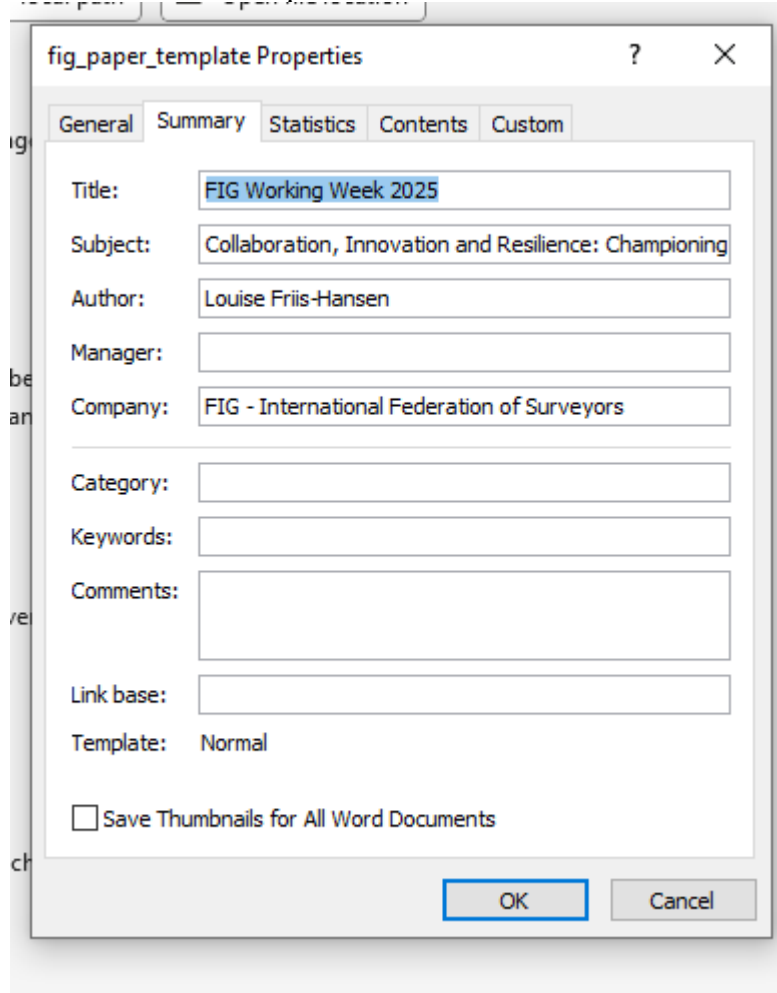 fig_paper_template Properties ?
General Summary Statistics Contents Custom
Title: FIG Working Week 2025
Subject: Collaboration, Innovation and Resilience: Championing
Author: Louise Friis-Hansen
Manager:
Company: FIG - International Federation of Surveyors
Category:
Keywords:
Comments:
Link base:
Template: Normal
Save Thumbnails for All Word Documents
OK Cancel